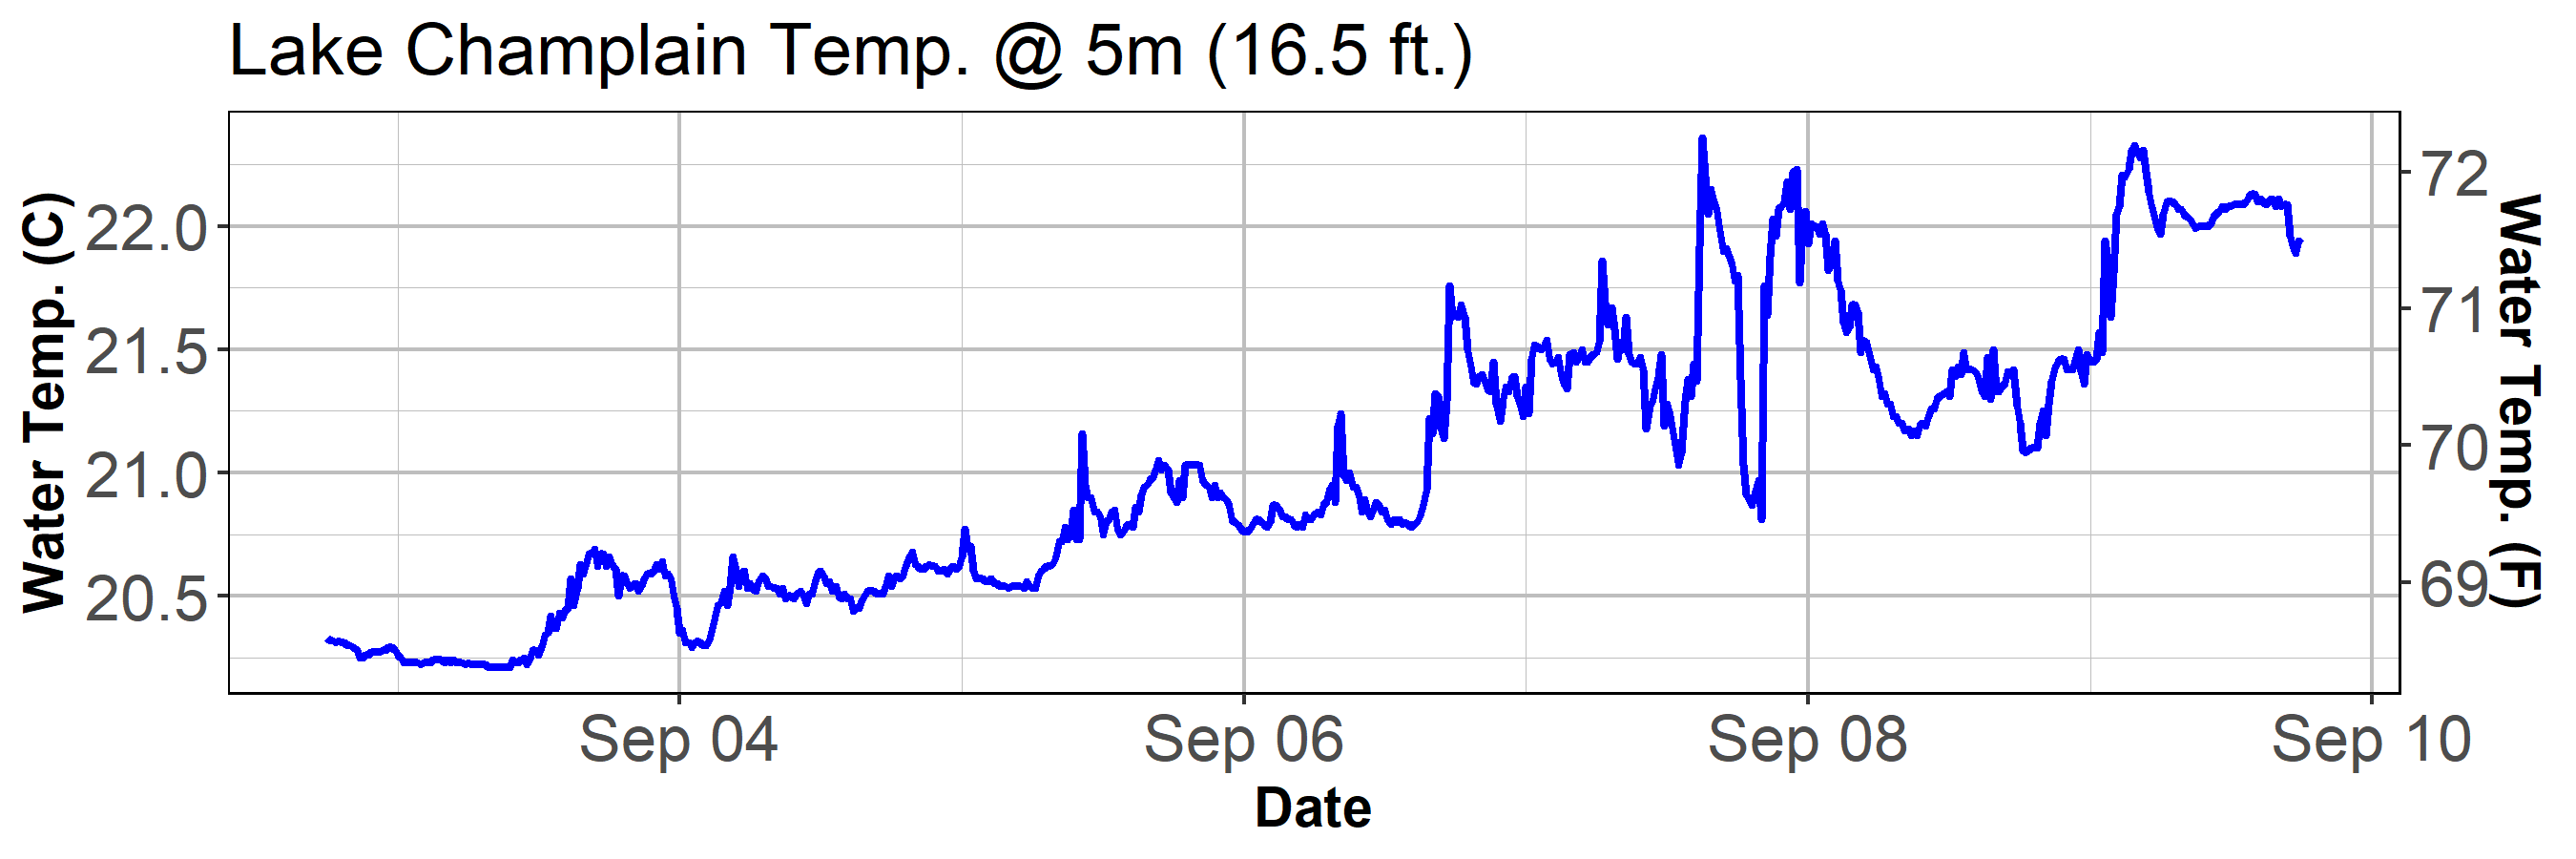 Lake Champlain Temp. @ 5m (16.5 ft.)
Water Temp. (C)
22.0
21.5
21.0
20.5
72
71
70
69
Water Temp. (F)
Sep 04
Sep 06
Sep 08
Sep 10
Date